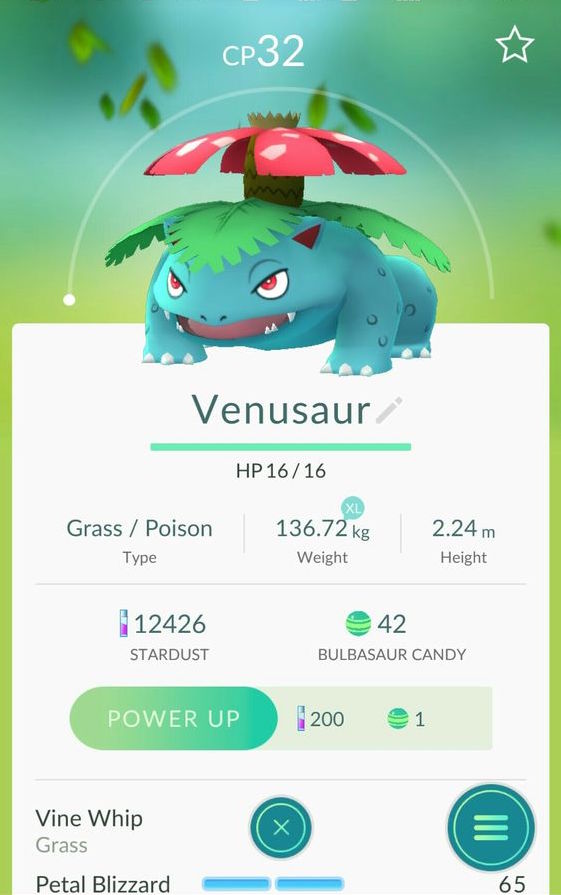 CP32
Venusaur
HP 16 / 16
XL
Grass / Poison 136.72 kg 2.24 m
Type Weight Height
12426 42
STARDUST BULBASAUR CANDY
POWER UP 200 1
Vine Whip
Grass
Petal Blizzard 65